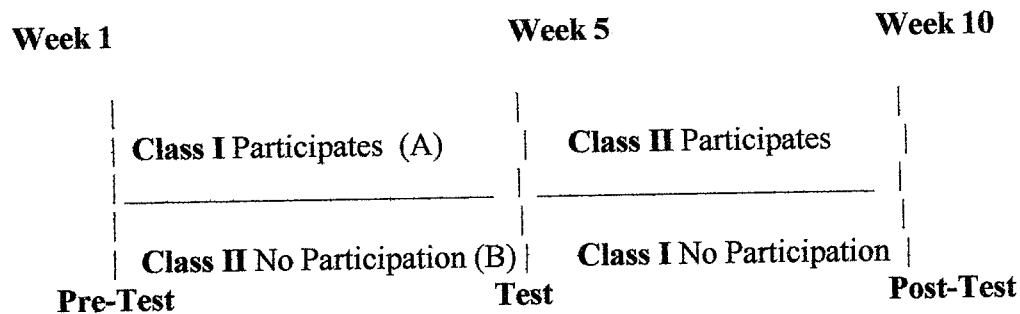 Week 1 Week 5 Week 10
Class I Participates (A) Class II Participates
Class II No Participation (B) Class I No Participation
Pre-Test Test Post-Test